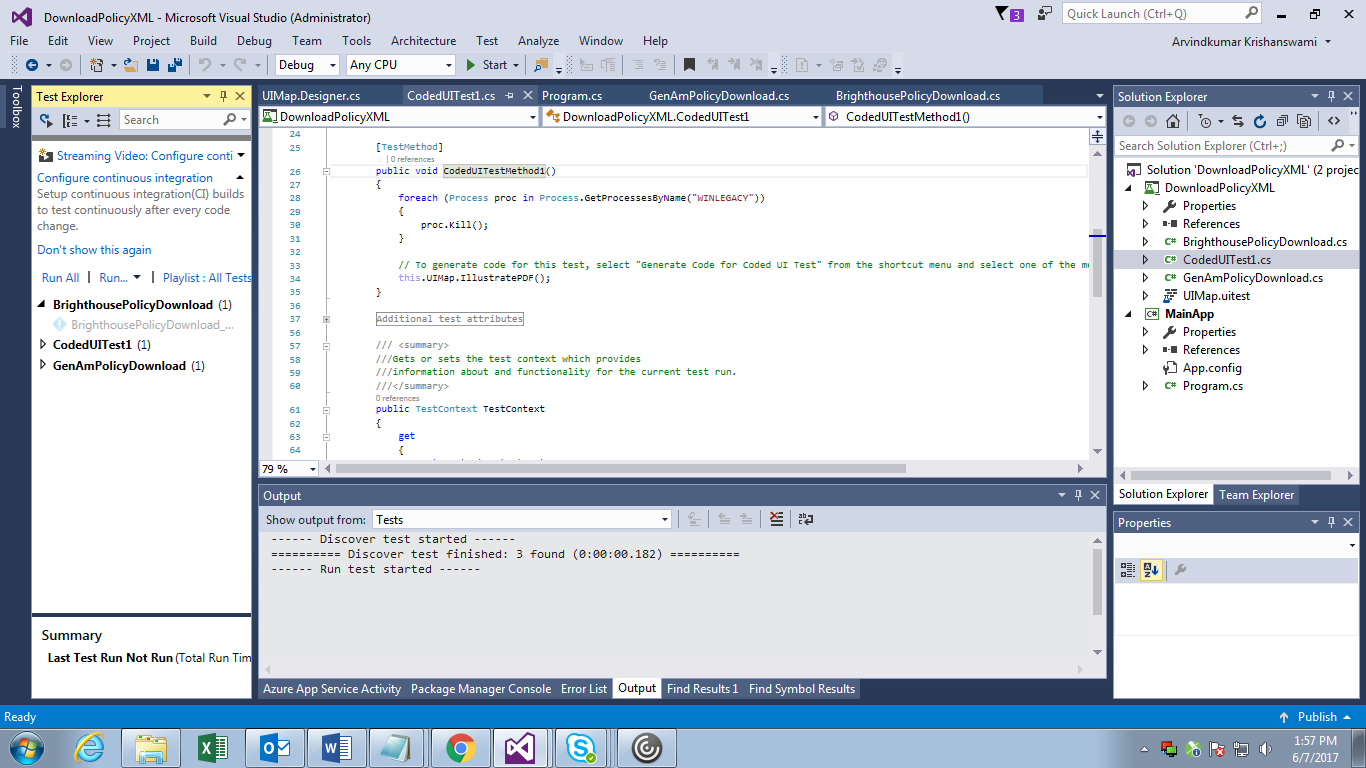 DownloadPolicyXML - Microsoft Visual Studio (Administrator)
3
Quick Launch (Ctrl+Q)
File Edit View Project Build Debug Team Tools Architecture Test Analyze Window Help
Arvindkumar Krishanswami
Debug Any CPU Start
Toolbox
Test Explorer
Search
Streaming Video: Configure conti
Configure continuous integration
Setup continuous integration(CI) builds
to test continuously after every code
change.
Don't show this again
Run All | Run... | Playlist : All Tests
BrighthousePolicyDownload (1)
BrighthousePolicyDownload_...
CodedUITest1 (1)
GenAmPolicyDownload (1)
Summary
Last Test Run Not Run (Total Run Tim
UIMap.Designer.cs CodedUITest1.cs Program.cs GenAmPolicyDownload.cs BrighthousePolicyDownload.cs
DownloadPolicyXML DownloadPolicyXML.CodedUITest1 CodedUITestMethod1()
24
25 [TestMethod]
| 0 references
26 public void CodedUITestMethod1()
27 {
28 foreach (Process proc in Process.GetProcessesByName("WINLEGACY"))
29 {
30 proc.Kill();
31 }
32
33 // To generate code for this test, select "Generate Code for Coded UI Test" from the shortcut menu and select one of the me
34 this.UIMap.IllustratePDF();
35 }
36
37 Additional test attributes
56
57 /// <summary>
58 ///Gets or sets the test context which provides
59 ///information about and functionality for the current test run.
60 ///</summary>
0 references
61 public TestContext TestContext
62 {
63 get
64 {
79 %
Output
Show output from: Tests
------ Discover test started ------
========== Discover test finished: 3 found (0:00:00.182) ==========
------ Run test started ------
Azure App Service Activity Package Manager Console Error List Output Find Results 1 Find Symbol Results
Solution Explorer
Search Solution Explorer (Ctrl+;)
Solution 'DownloadPolicyXML' (2 projec
DownloadPolicyXML
Properties
References
BrighthousePolicyDownload.cs
CodedUITest1.cs
GenAmPolicyDownload.cs
UIMap.uitest
MainApp
Properties
References
App.config
Program.cs
Solution Explorer Team Explorer
Properties
Ready
Publish
1:57 PM
6/7/2017